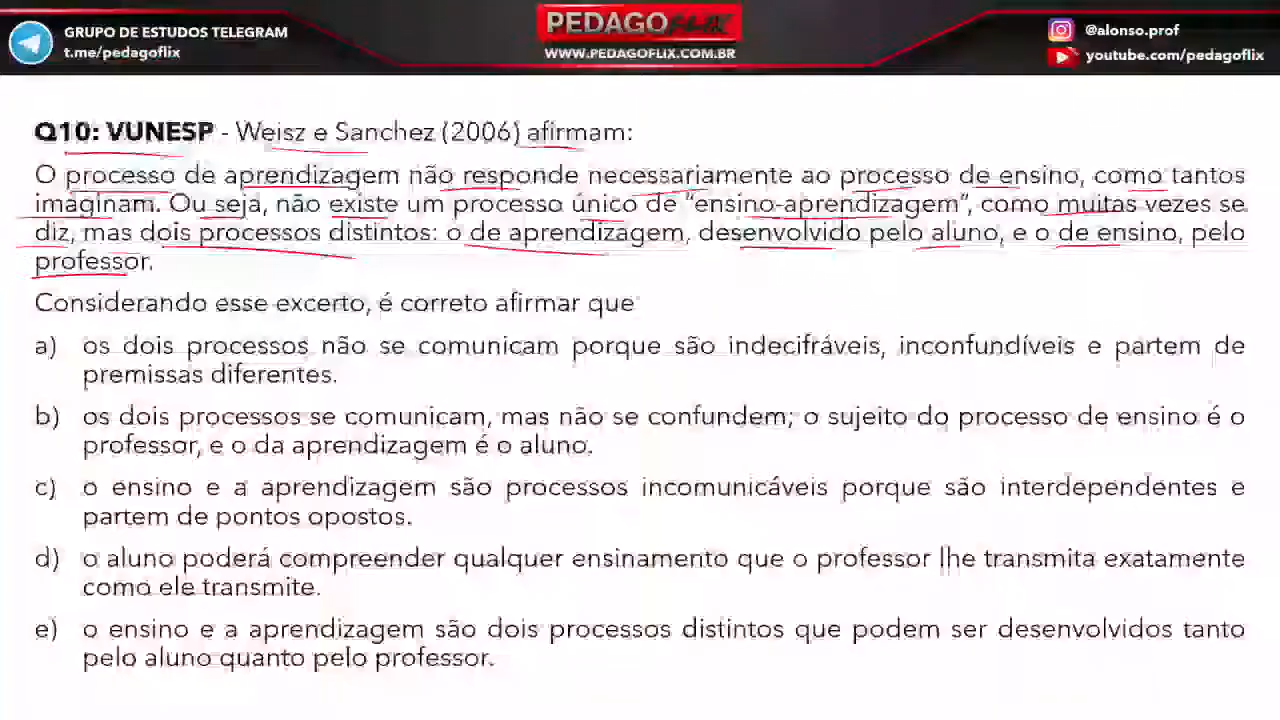 GRUPO DE ESTUDOS TELEGRAM
t.me/pedagoflix
PEDAGOFLIX
WWW.PEDAGOFLIX.COM.BR
@alonso.prof
youtube.com/pedagoflix
Q10: VUNESP - Weisz e Sanchez (2006) afirmam:
O processo de aprendizagem não responde necessariamente ao processo de ensino, como tantos
imaginam. Ou seja, não existe um processo único de “ensino-aprendizagem”, como muitas vezes se
diz, mas dois processos distintos: o de aprendizagem, desenvolvido pelo aluno, e o de ensino, pelo
professor.
Considerando esse excerto, é correto afirmar que
a) os dois processos não se comunicam porque são indecifráveis, inconfundíveis e partem de
premissas diferentes.
b) os dois processos se comunicam, mas não se confundem; o sujeito do processo de ensino é o
professor, e o da aprendizagem é o aluno.
c) o ensino e a aprendizagem são processos incomunicáveis porque são interdependentes e
partem de pontos opostos.
d) o aluno poderá compreender qualquer ensinamento que o professor lhe transmita exatamente
como ele transmite.
e) o ensino e a aprendizagem são dois processos distintos que podem ser desenvolvidos tanto
pelo aluno quanto pelo professor.